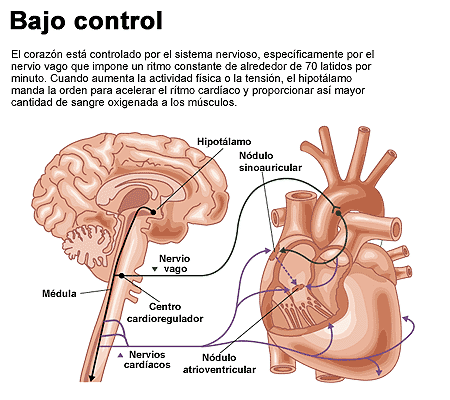 Bajo control
El corazón está controlado por el sistema nervioso, específicamente por el
nervio vago que impone un ritmo constante de alrededor de 70 latidos por
minuto. Cuando aumenta la actividad física o la tensión, el hipotálamo
manda la orden para acelerar el ritmo cardíaco y proporcionar así mayor
cantidad de sangre oxigenada a los músculos.
Hipotálamo
Nódulo
sinoauricular
Nervio
vago
Médula
Centro
cardioregulador
Nervios
cardíacos
Nódulo
atrioventricular